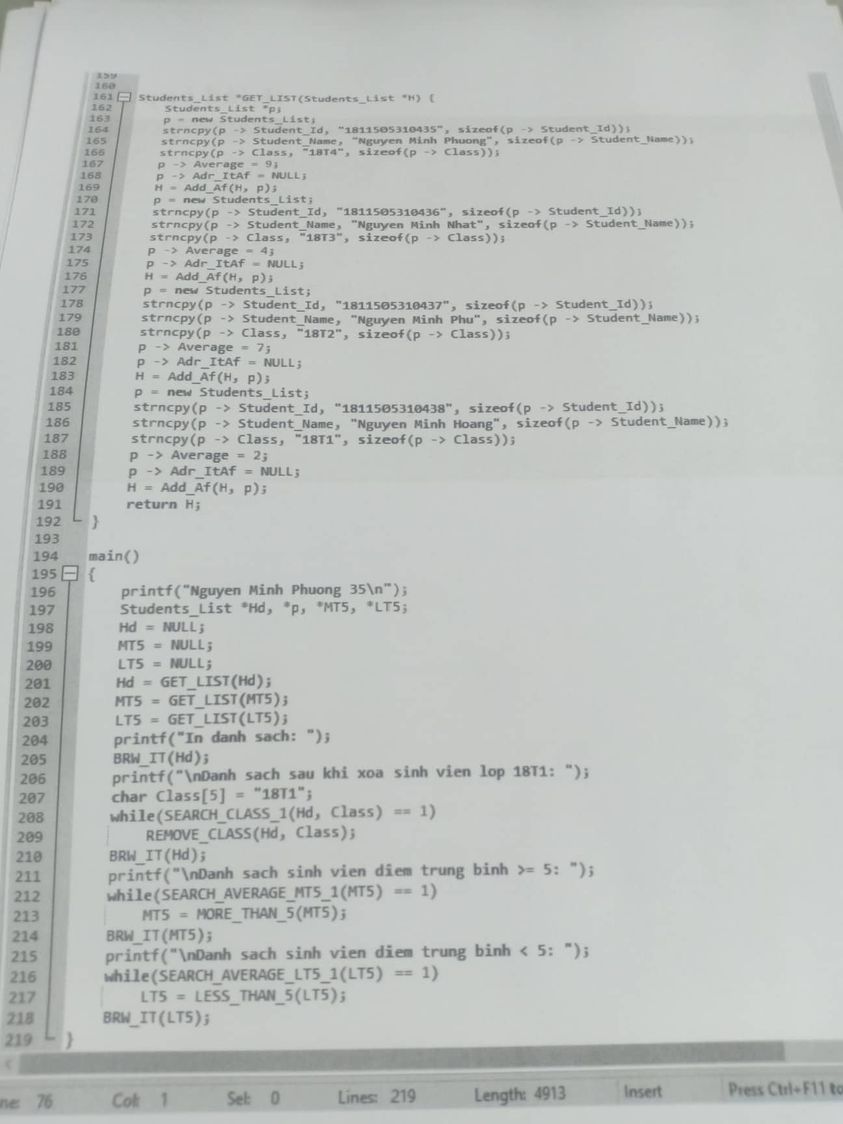 159
160
161 Students_List *GET_LIST(Students_List *H) {
162 Students_List *p;
163 p = new Students_List;
164 strncpy(p -> Student_Id, "1811505310435", sizeof(p -> Student_Id));
165 strncpy(p -> Student_Name, "Nguyen Minh Phuong", sizeof(p -> Student_Name));
166 strncpy(p -> Class, "18T4", sizeof(p -> Class));
167 p -> Average = 9;
168 p -> Adr_ItAf = NULL;
169 H = Add_Af(H, p);
170 p = new Students_List;
171 strncpy(p -> Student_Id, "1811505310436", sizeof(p -> Student_Id));
172 strncpy(p -> Student_Name, "Nguyen Minh Nhat", sizeof(p -> Student_Name));
173 strncpy(p -> Class, "18T3", sizeof(p -> Class));
174 p -> Average = 4;
175 p -> Adr_ItAf = NULL;
176 H = Add_Af(H, p);
177 p = new Students_List;
178 strncpy(p -> Student_Id, "1811505310437", sizeof(p -> Student_Id));
179 strncpy(p -> Student_Name, "Nguyen Minh Phu", sizeof(p -> Student_Name));
180 strncpy(p -> Class, "18T2", sizeof(p -> Class));
181 p -> Average = 7;
182 p -> Adr_ItAf = NULL;
183 H = Add_Af(H, p);
184 p = new Students_List;
185 strncpy(p -> Student_Id, "1811505310438", sizeof(p -> Student_Id));
186 strncpy(p -> Student_Name, "Nguyen Minh Hoang", sizeof(p -> Student_Name));
187 strncpy(p -> Class, "18T1", sizeof(p -> Class));
188 p -> Average = 2;
189 p -> Adr_ItAf = NULL;
190 H = Add_Af(H, p);
191 return H;
192 }
193
194 main()
195 {
196 printf("Nguyen Minh Phuong 35\n");
197 Students_List *Hd, *p, *MT5, *LT5;
198 Hd = NULL;
199 MT5 = NULL;
200 LT5 = NULL;
201 Hd = GET_LIST(Hd);
202 MT5 = GET_LIST(MT5);
203 LT5 = GET_LIST(LT5);
204 printf("In danh sach: ");
205 BRW_IT(Hd);
206 printf("\nDanh sach sau khi xoa sinh vien lop 18T1: ");
207 char Class[5] = "18T1";
208 while(SEARCH_CLASS_1(Hd, Class) == 1)
209 REMOVE_CLASS(Hd, Class);
210 BRW_IT(Hd);
211 printf("\nDanh sach sinh vien diem trung binh >= 5: ");
212 while(SEARCH_AVERAGE_MT5_1(MT5) == 1)
213 MT5 = MORE_THAN_5(MT5);
214 BRW_IT(MT5);
215 printf("\nDanh sach sinh vien diem trung binh < 5: ");
216 while(SEARCH_AVERAGE_LT5_1(LT5) == 1)
217 LT5 = LESS_THAN_5(LT5);
218 BRW_IT(LT5);
219 }
ne: 76 Col: 1 Sel: 0 Lines: 219 Length: 4913 Insert Press Ctrl+F11 to